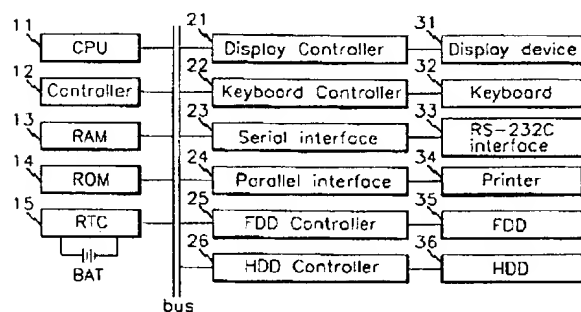 11 CPU 21 Display Controller 31 Display device
12 Controller 22 Keyboard Controller 32 Keyboard
13 RAM 23 Serial interface 33 RS-232C interface
14 ROM 24 Parallel interface 34 Printer
15 RTC 25 FDD Controller 35 FDD
BAT 26 HDD Controller 36 HDD
bus